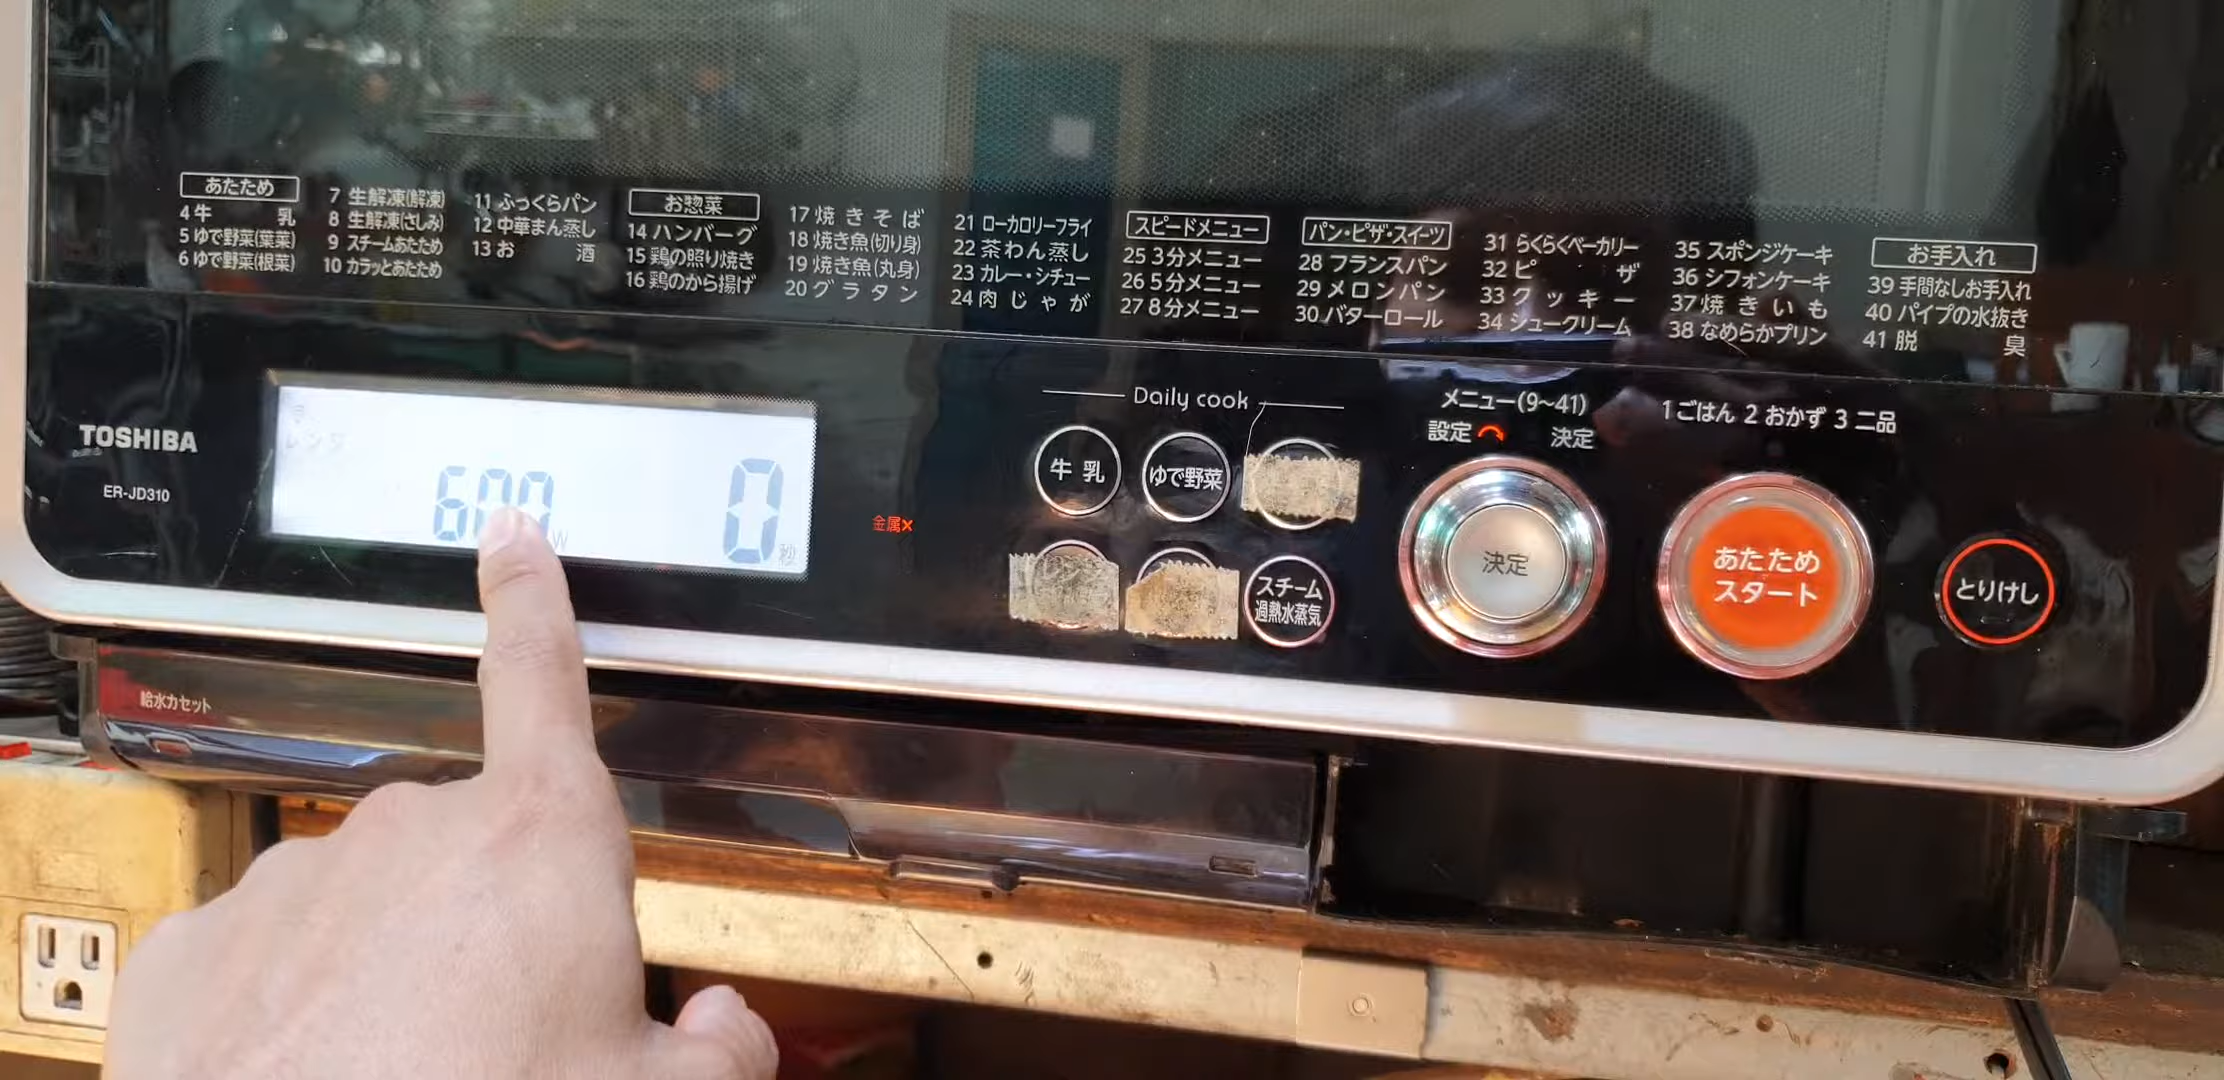 あたため
4 牛乳
5 ゆで野菜(葉菜)
6 ゆで野菜(根菜)
7 生解凍(解凍)
8 生解凍(さしみ)
9 スチームあたため
10 カラッとあたため
11 ふっくらパン
12 中華まん蒸し
13 お酒
お惣菜
14 ハンバーグ
15 鶏の照り焼き
16 鶏のから揚げ
17 焼きそば
18 焼き魚(切り身)
19 焼き魚(丸身)
20 グラタン
21 ローカロリーフライ
22 茶わん蒸し
23 カレー・シチュー
24 肉じゃが
スピードメニュー
25 3分メニュー
26 5分メニュー
27 8分メニュー
パン・ピザ・スイーツ
28 フランスパン
29 メロンパン
30 バターロール
31 らくらくベーカリー
32 ピザ
33 クッキー
34 シュークリーム
35 スポンジケーキ
36 シフォンケーキ
37 焼きいも
38 なめらかプリン
お手入れ
39 手間なしお手入れ
40 パイプの水抜き
41 脱臭
TOSHIBA
ER-JD310
レンジ
600 W 0 秒
金属×
Daily cook
牛乳
ゆで野菜
スチーム
過熱水蒸気
メニュー(9~41)
設定 決定
決定
1 ごはん 2 おかず 3 二品
あたため
スタート
とりけし
給水カセット